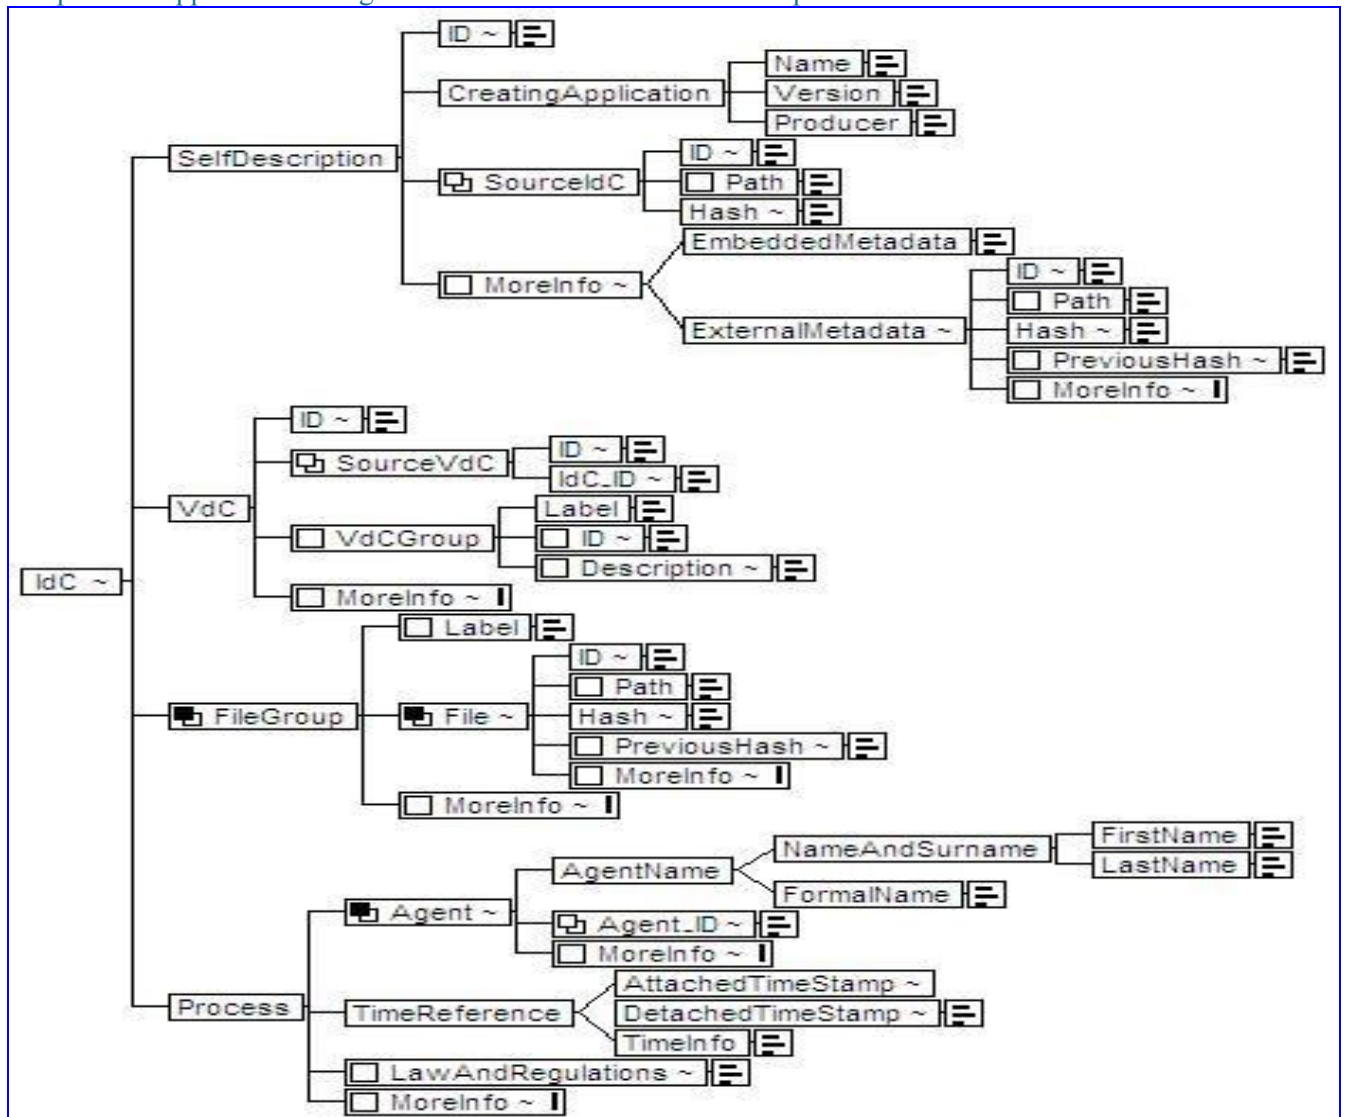 ID ~
CreatingApplication
Name
Version
Producer
SelfDescription
SourceIdC
ID ~
Path
Hash ~
MoreInfo ~
EmbeddedMetadata
ExternalMetadata ~
ID ~
Path
Hash ~
PreviousHash ~
MoreInfo ~
ID ~
SourceVdC
ID ~
IdC_ID ~
VdC
VdCGroup
Label
ID ~
Description ~
MoreInfo ~
IdC ~
Label
FileGroup
File ~
ID ~
Path
Hash ~
PreviousHash ~
MoreInfo ~
MoreInfo ~
Agent ~
AgentName
NameAndSurname
FirstName
LastName
FormalName
Agent_ID ~
MoreInfo ~
Process
TimeReference
AttachedTimeStamp ~
DetachedTimeStamp ~
TimeInfo
LawAndRegulations ~
MoreInfo ~